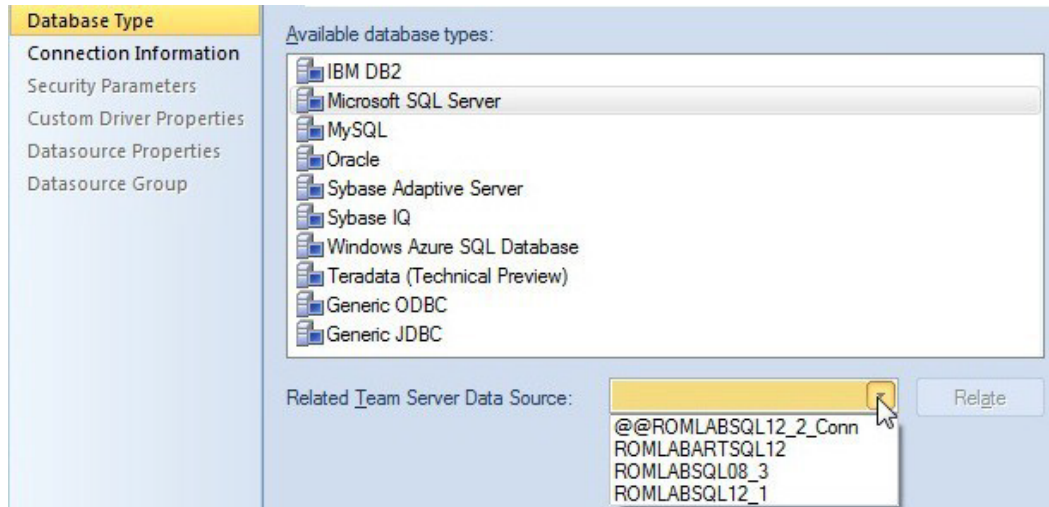 Database Type
Connection Information
Security Parameters
Custom Driver Properties
Datasource Properties
Datasource Group
Available database types:
IBM DB2
Microsoft SQL Server
MySQL
Oracle
Sybase Adaptive Server
Sybase IQ
Windows Azure SQL Database
Teradata (Technical Preview)
Generic ODBC
Generic JDBC
Related Team Server Data Source:
Relate
@@ROMLABSQL12_2_Conn
ROMLABARTSQL12
ROMLABSQL08_3
ROMLABSQL12_1